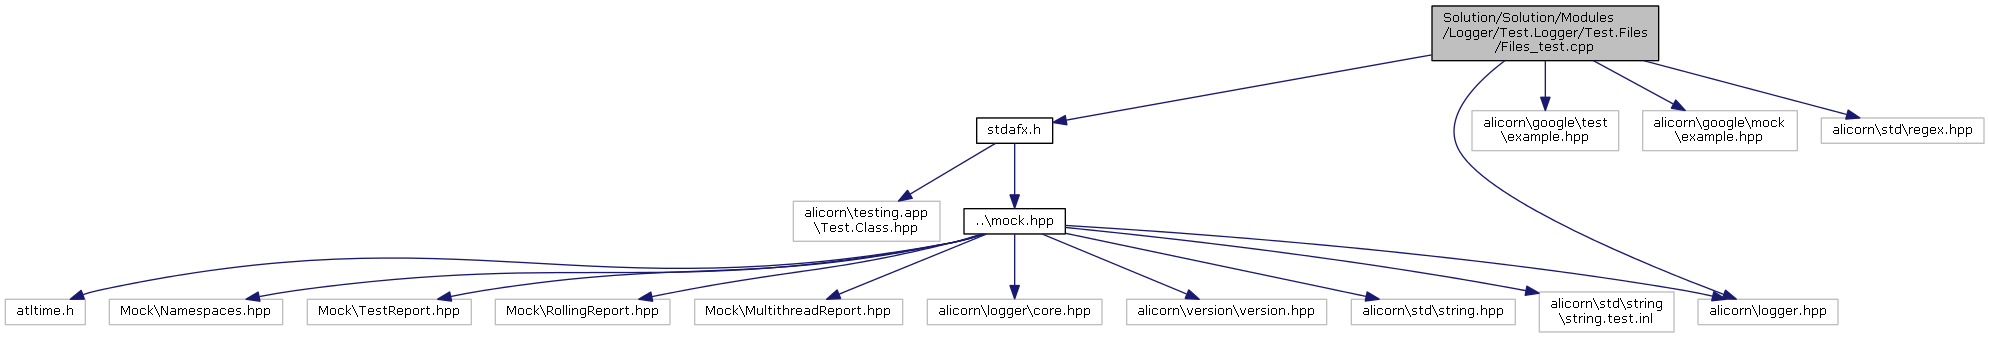 Solution/Solution/Modules
/Logger/Test.Logger/Test.Files
/Files_test.cpp
stdafx.h
alicorn\google\test
\example.hpp
alicorn\google\mock
\example.hpp
alicorn\std\regex.hpp
alicorn\testing.app
\Test.Class.hpp
..\mock.hpp
atltime.h
Mock\Namespaces.hpp
Mock\TestReport.hpp
Mock\RollingReport.hpp
Mock\MultithreadReport.hpp
alicorn\logger\core.hpp
alicorn\version\version.hpp
alicorn\std\string.hpp
alicorn\std\string
\string.test.inl
alicorn\logger.hpp